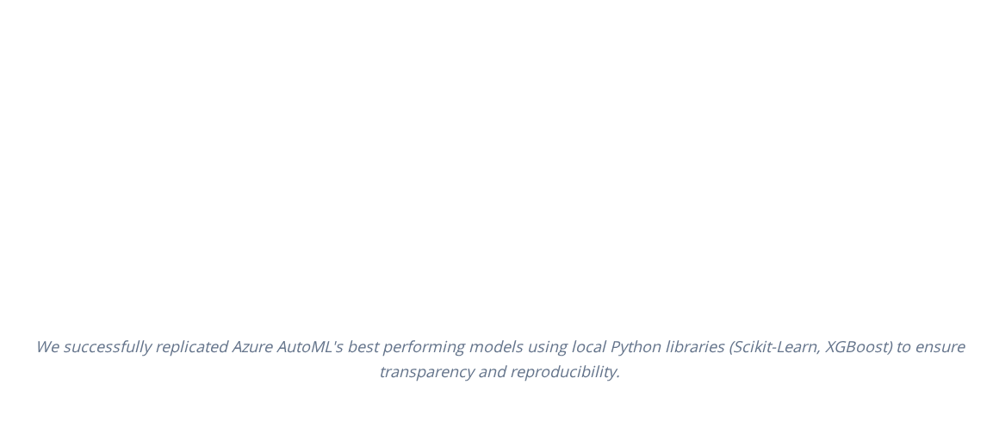 We successfully replicated Azure AutoML's best performing models using local Python libraries (Scikit-Learn, XGBoost) to ensure
transparency and reproducibility.